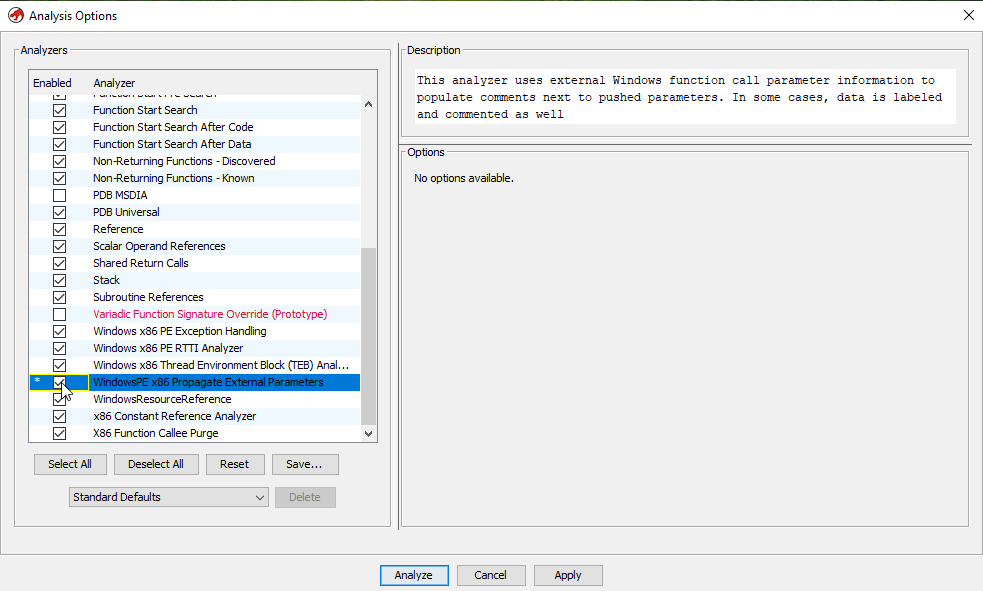 Analysis Options
Analyzers
Enabled Analyzer
Function Start Pre Search
Function Start Search
Function Start Search After Code
Function Start Search After Data
Non-Returning Functions - Discovered
Non-Returning Functions - Known
PDB MSDIA
PDB Universal
Reference
Scalar Operand References
Shared Return Calls
Stack
Subroutine References
Variadic Function Signature Override (Prototype)
Windows x86 PE Exception Handling
Windows x86 PE RTTI Analyzer
Windows x86 Thread Environment Block (TEB) Anal...
* WindowsPE x86 Propagate External Parameters
WindowsResourceReference
x86 Constant Reference Analyzer
X86 Function Callee Purge
Select All Deselect All Reset Save...
Standard Defaults Delete
Description
This analyzer uses external Windows function call parameter information to
populate comments next to pushed parameters. In some cases, data is labeled
and commented as well
Options
No options available.
Analyze Cancel Apply